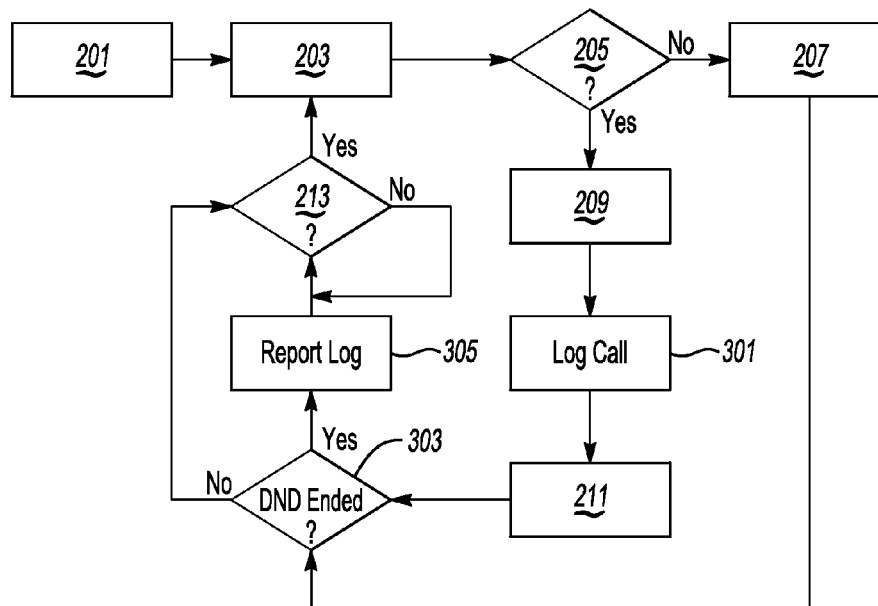 201
203
205
?
No
207
Yes
Yes
213
?
No
209
Report Log
305
Log Call
301
Yes
303
No
DND Ended
?
211